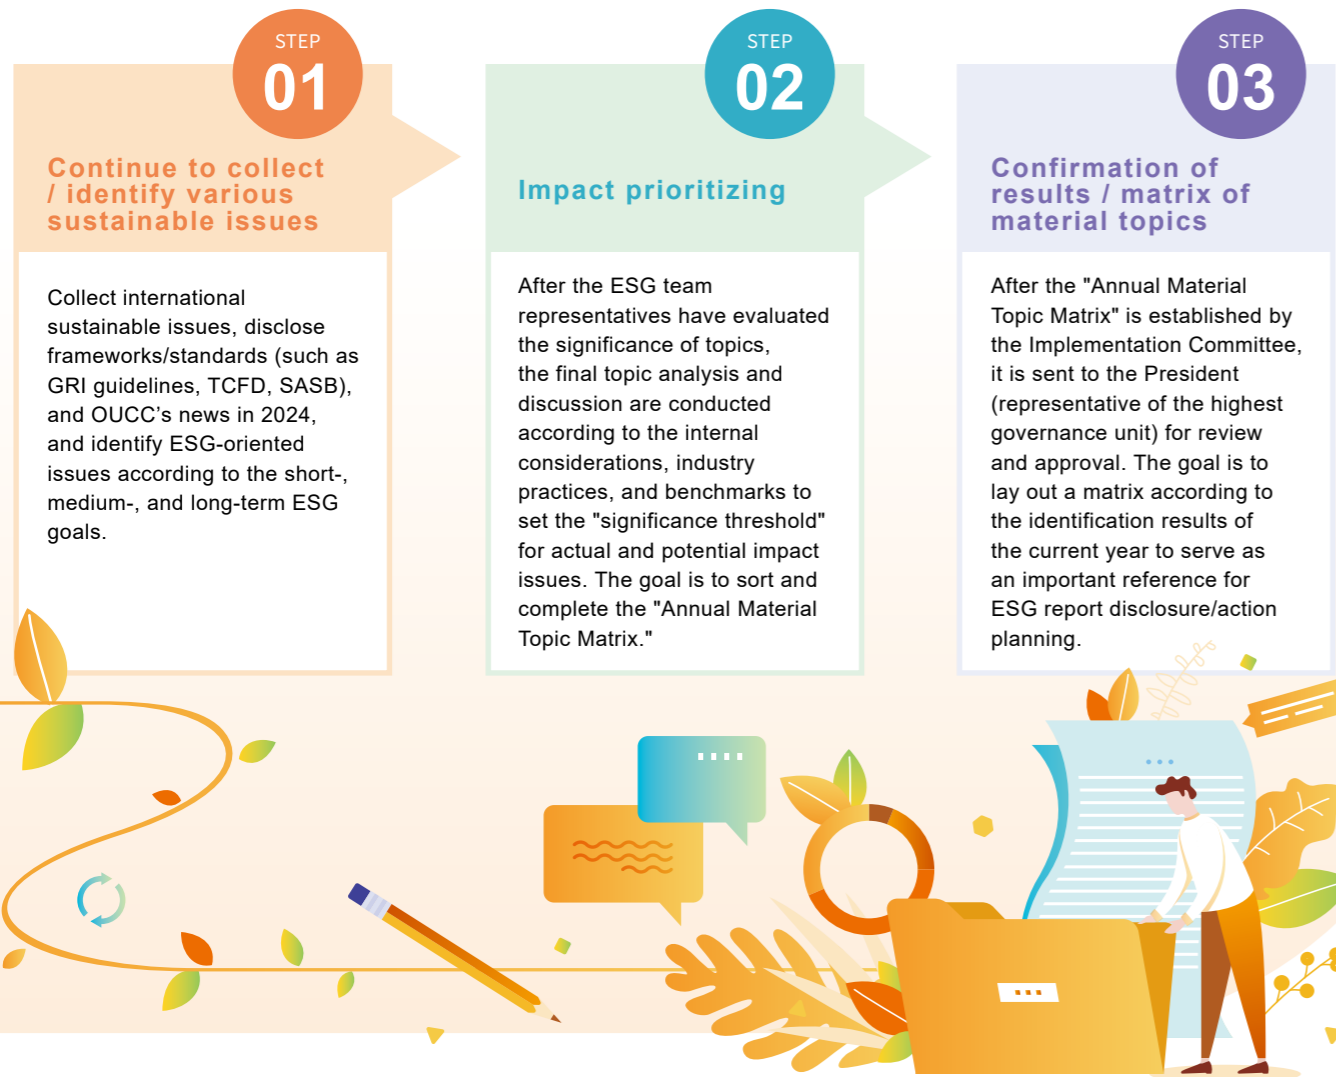 STEP
01
Continue to collect
/ identify various
sustainable issues
Collect international
sustainable issues, disclose
frameworks/standards (such as
GRI guidelines, TCFD, SASB),
and OUCC’s news in 2024,
and identify ESG-oriented
issues according to the short-,
medium-, and long-term ESG
goals.
STEP
02
Impact prioritizing
After the ESG team
representatives have evaluated
the significance of topics,
the final topic analysis and
discussion are conducted
according to the internal
considerations, industry
practices, and benchmarks to
set the "significance threshold"
for actual and potential impact
issues. The goal is to sort and
complete the "Annual Material
Topic Matrix."
STEP
03
Confirmation of
results / matrix of
material topics
After the "Annual Material
Topic Matrix" is established by
the Implementation Committee,
it is sent to the President
(representative of the highest
governance unit) for review
and approval. The goal is to
lay out a matrix according to
the identification results of
the current year to serve as
an important reference for
ESG report disclosure/action
planning.